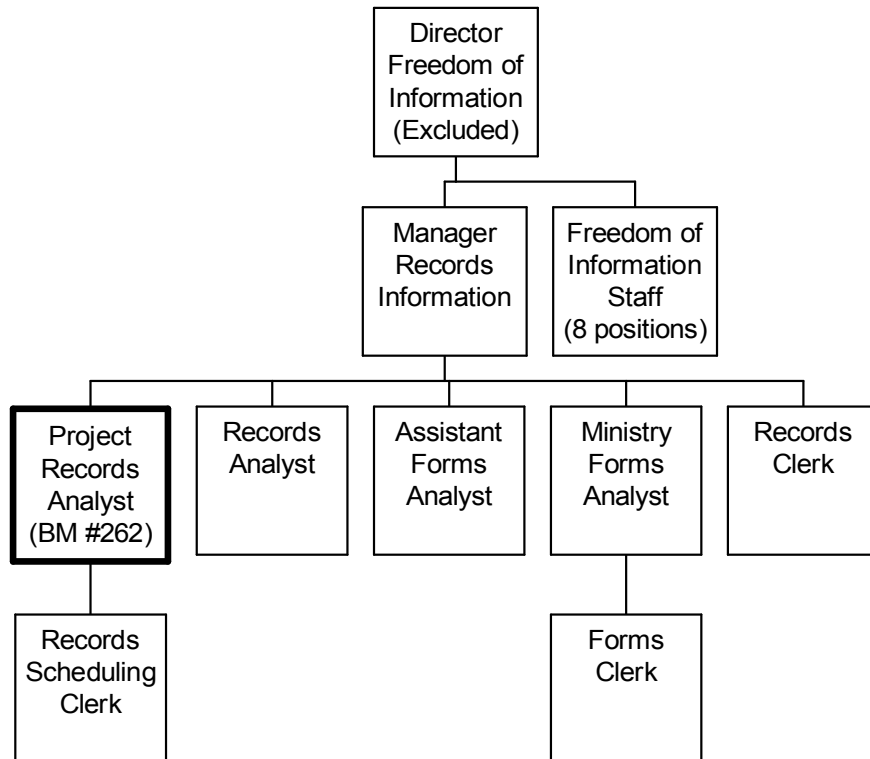 Director
Freedom of
Information
(Excluded)
Manager
Records
Information
Freedom of
Information
Staff
(8 positions)
Project
Records
Analyst
(BM #262)
Records
Analyst
Assistant
Forms
Analyst
Ministry
Forms
Analyst
Records
Clerk
Records
Scheduling
Clerk
Forms
Clerk